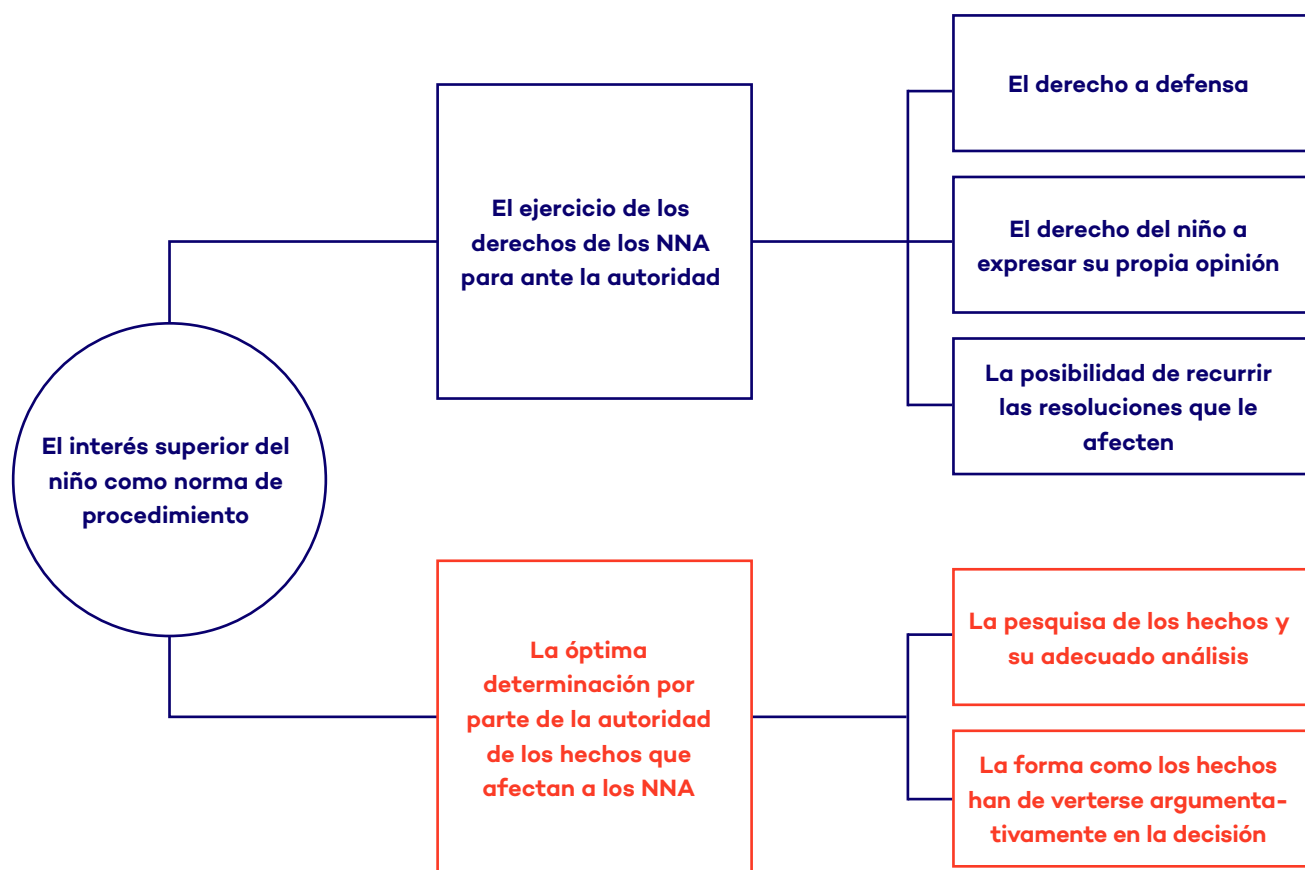 El interés superior del
niño como norma de
procedimiento
El ejercicio de los
derechos de los NNA
para ante la autoridad
El derecho a defensa
El derecho del niño a
expresar su propia opinión
La posibilidad de recurrir
las resoluciones que le
afecten
La óptima
determinación por
parte de la autoridad
de los hechos que
afectan a los NNA
La pesquisa de los hechos y
su adecuado análisis
La forma como los hechos
han de verterse argumenta-
tivamente en la decisión